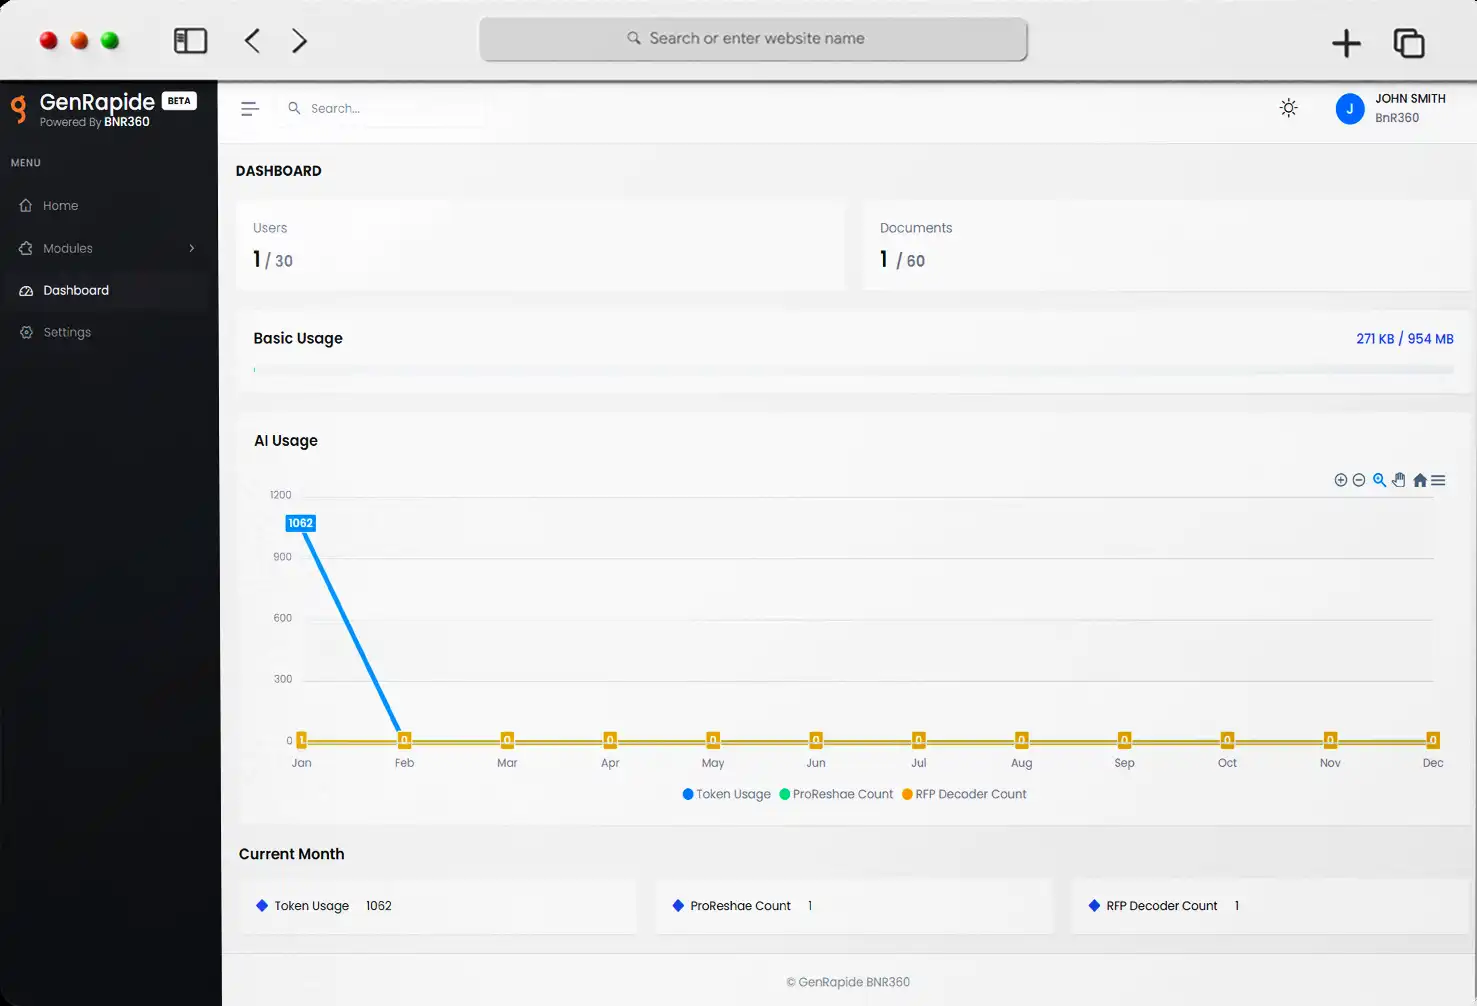 Search or enter website name
GenRapide BETA
Powered By BNR360
Search...
JOHN SMITH
BnR360
J
MENU
Home
Modules
Dashboard
Settings
DASHBOARD
Users
1 / 30
Documents
1 / 60
Basic Usage
271 KB / 954 MB
AI Usage
1200
900
600
300
0
1062
1 0 0 0 0 0 0 0 0 0 0 0
Jan Feb Mar Apr May Jun Jul Aug Sep Oct Nov Dec
Token Usage ProReshae Count RFP Decoder Count
Current Month
Token Usage 1062
ProReshae Count 1
RFP Decoder Count 1
© GenRapide BNR360